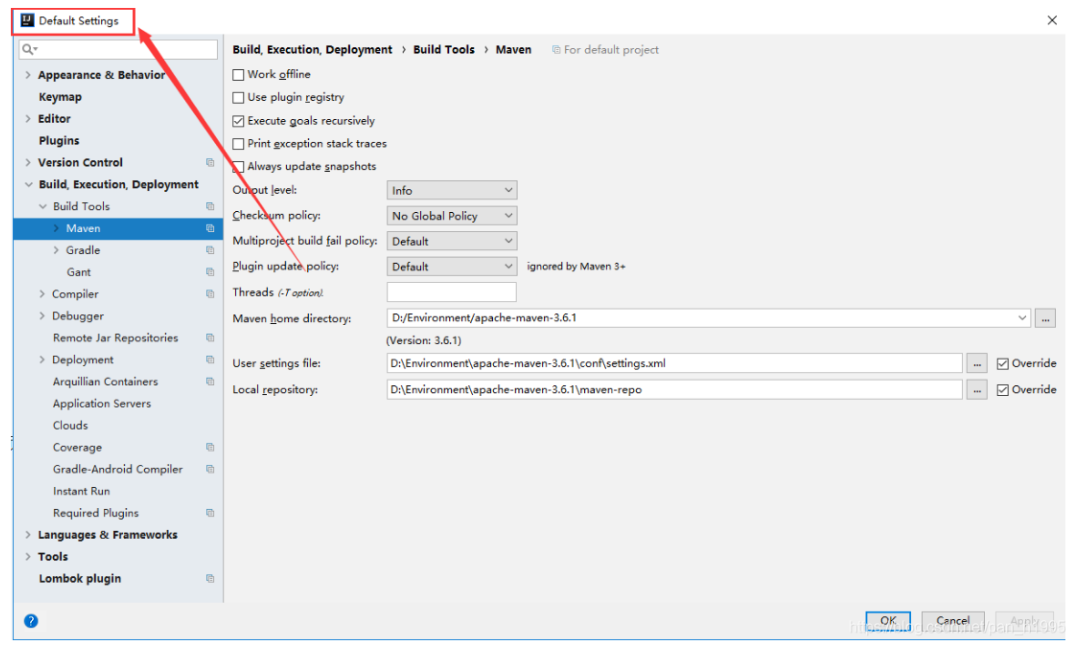 Default Settings
Build, Execution, Deployment › Build Tools › Maven For default project
Appearance & Behavior
Keymap
Editor
Plugins
Version Control
Build, Execution, Deployment
Build Tools
Maven
Gradle
Gant
Compiler
Debugger
Remote Jar Repositories
Deployment
Arquillian Containers
Application Servers
Clouds
Coverage
Gradle-Android Compiler
Instant Run
Required Plugins
Languages & Frameworks
Tools
Lombok plugin
Work offline
Use plugin registry
Execute goals recursively
Print exception stack traces
Always update snapshots
Output level: Info
Checksum policy: No Global Policy
Multiproject build fail policy: Default
Plugin update policy: Default ignored by Maven 3+
Threads (-T option)
Maven home directory: D:/Environment/apache-maven-3.6.1 ...
(Version: 3.6.1)
User settings file: D:\Environment\apache-maven-3.6.1\conf\settings.xml ... Override
Local repository: D:\Environment\apache-maven-3.6.1\maven-repo ... Override
? OK Cancel Apply